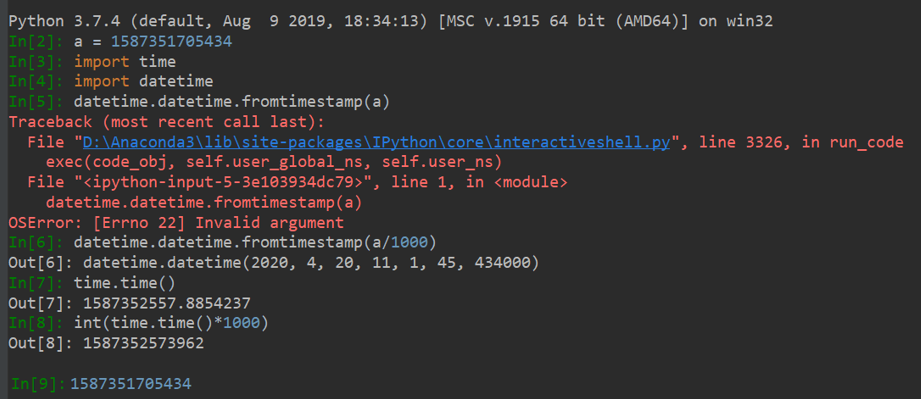 Python 3.7.4 (default, Aug  9 2019, 18:34:13) [MSC v.1915 64 bit (AMD64)] on win32
In[2]: a = 1587351705434
In[3]: import time
In[4]: import datetime
In[5]: datetime.datetime.fromtimestamp(a)
Traceback (most recent call last):
  File "D:\Anaconda3\lib\site-packages\IPython\core\interactiveshell.py", line 3326, in run_code
    exec(code_obj, self.user_global_ns, self.user_ns)
  File "<ipython-input-5-3e103934dc79>", line 1, in <module>
    datetime.datetime.fromtimestamp(a)
OSError: [Errno 22] Invalid argument
In[6]: datetime.datetime.fromtimestamp(a/1000)
Out[6]: datetime.datetime(2020, 4, 20, 11, 1, 45, 434000)
In[7]: time.time()
Out[7]: 1587352557.8854237
In[8]: int(time.time()*1000)
Out[8]: 1587352573962
In[9]: 1587351705434